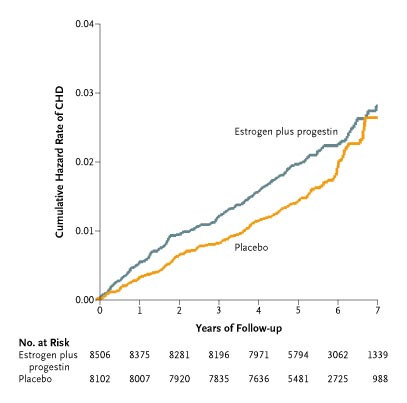 0.04
0.03
0.02
0.01
0.00
Cumulative Hazard Rate of CHD
Estrogen plus progestin
Placebo
0 1 2 3 4 5 6 7
Years of Follow-up
No. at Risk
Estrogen plus 8506 8375 8281 8196 7971 5794 3062 1339
progestin
Placebo 8102 8007 7920 7835 7636 5481 2725 988